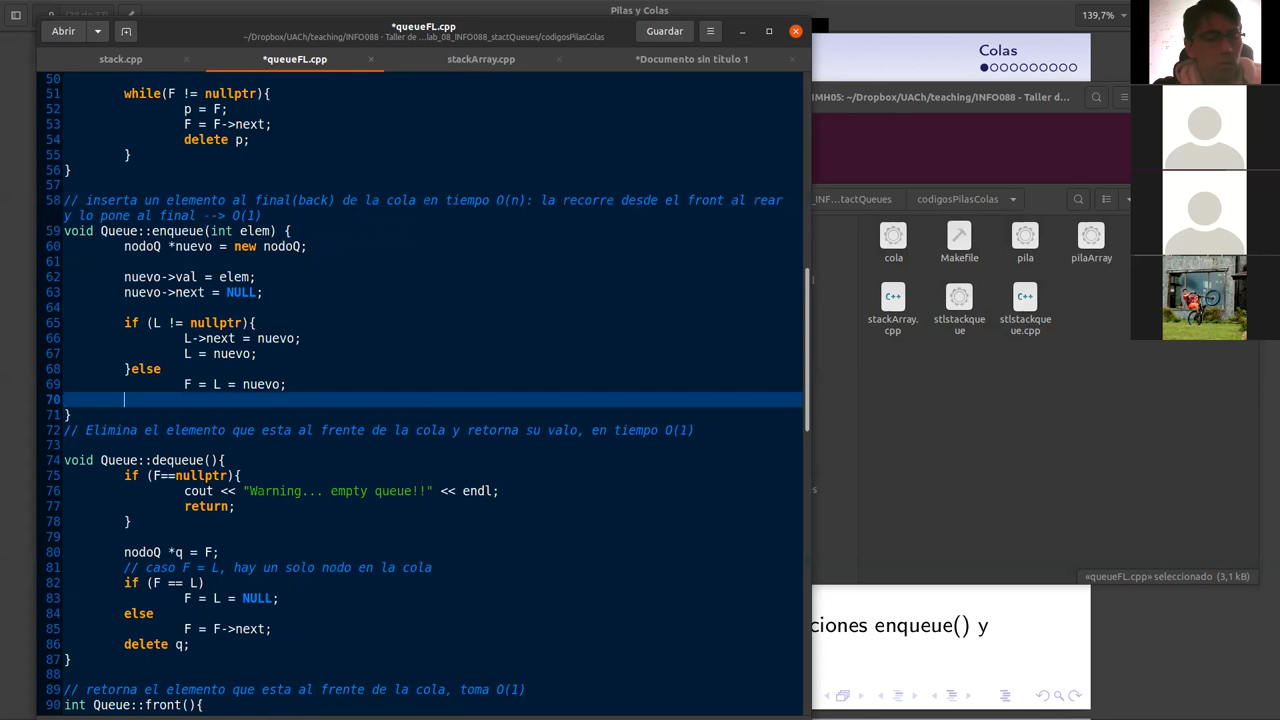 Pilas y Colas
Abrir
*queueFL.cpp
~/Dropbox/UACh/teaching/INFO088 - Taller de ...lab_08_INFO088_stactQueues/codigosPilasColas
Guardar
139,7%
stack.cpp
*queueFL.cpp
stackArray.cpp
*Documento sin título 1
Colas
IMH05: ~/Dropbox/UACh/teaching/INFO088 - Taller d...
50
51 while(F != nullptr){
52 p = F;
53 F = F->next;
54 delete p;
55 }
56 }
57
58 // inserta un elemento al final(back) de la cola en tiempo O(n): la recorre desde el front al rear
y lo pone al final --> O(1)
59 void Queue::enqueue(int elem) {
60 nodoQ *nuevo = new nodoQ;
61
62 nuevo->val = elem;
63 nuevo->next = NULL;
64
65 if (L != nullptr){
66 L->next = nuevo;
67 L = nuevo;
68 }else
69 F = L = nuevo;
70
71 }
72 // Elimina el elemento que esta al frente de la cola y retorna su valo, en tiempo O(1)
73
74 void Queue::dequeue(){
75 if (F==nullptr){
76 cout << "Warning... empty queue!!" << endl;
77 return;
78 }
79
80 nodoQ *q = F;
81 // caso F = L, hay un solo nodo en la cola
82 if (F == L)
83 F = L = NULL;
84 else
85 F = F->next;
86 delete q;
87 }
88
89 // retorna el elemento que esta al frente de la cola, toma O(1)
90 int Queue::front(){
_INF...tactQueues
codigosPilasColas
cola
Makefile
pila
pilaArray
stackArray.
cpp
stlstackque
ue
stlstackque
ue.cpp
«queueFL.cpp» seleccionado (3,1 kB)
ciones enqueue() y